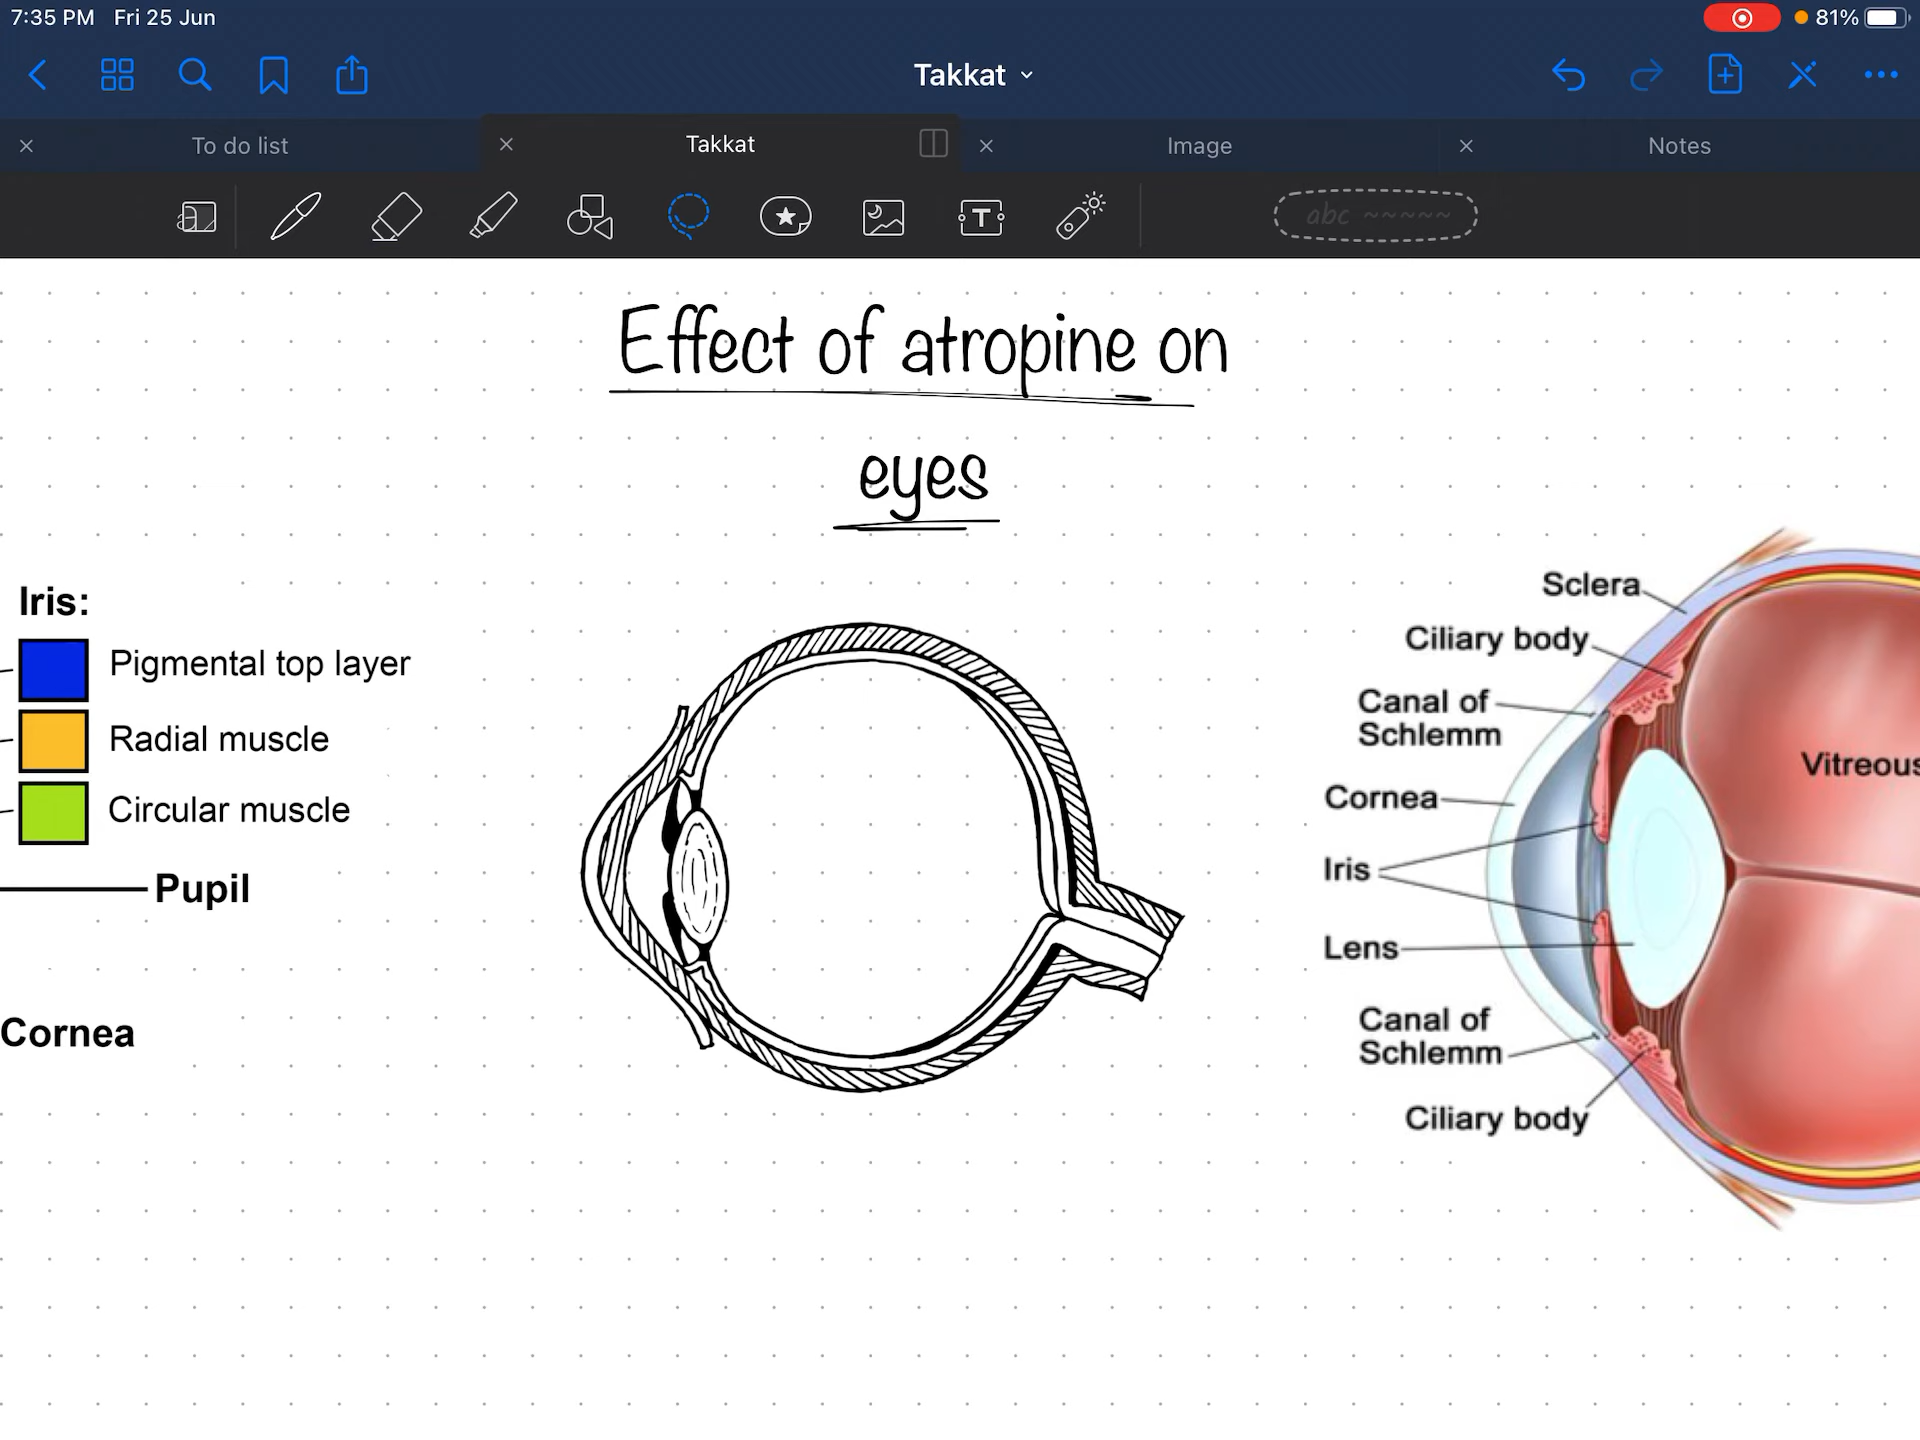 7:35 PM Fri 25 Jun
81%
Takkat
To do list
Takkat
Image
Notes
abc
Effect of atropine on
eyes
Iris:
Pigmental top layer
Radial muscle
Circular muscle
Pupil
Cornea
Sclera
Ciliary body
Canal of
Schlemm
Vitreous
Cornea
Iris
Lens
Canal of
Schlemm
Ciliary body